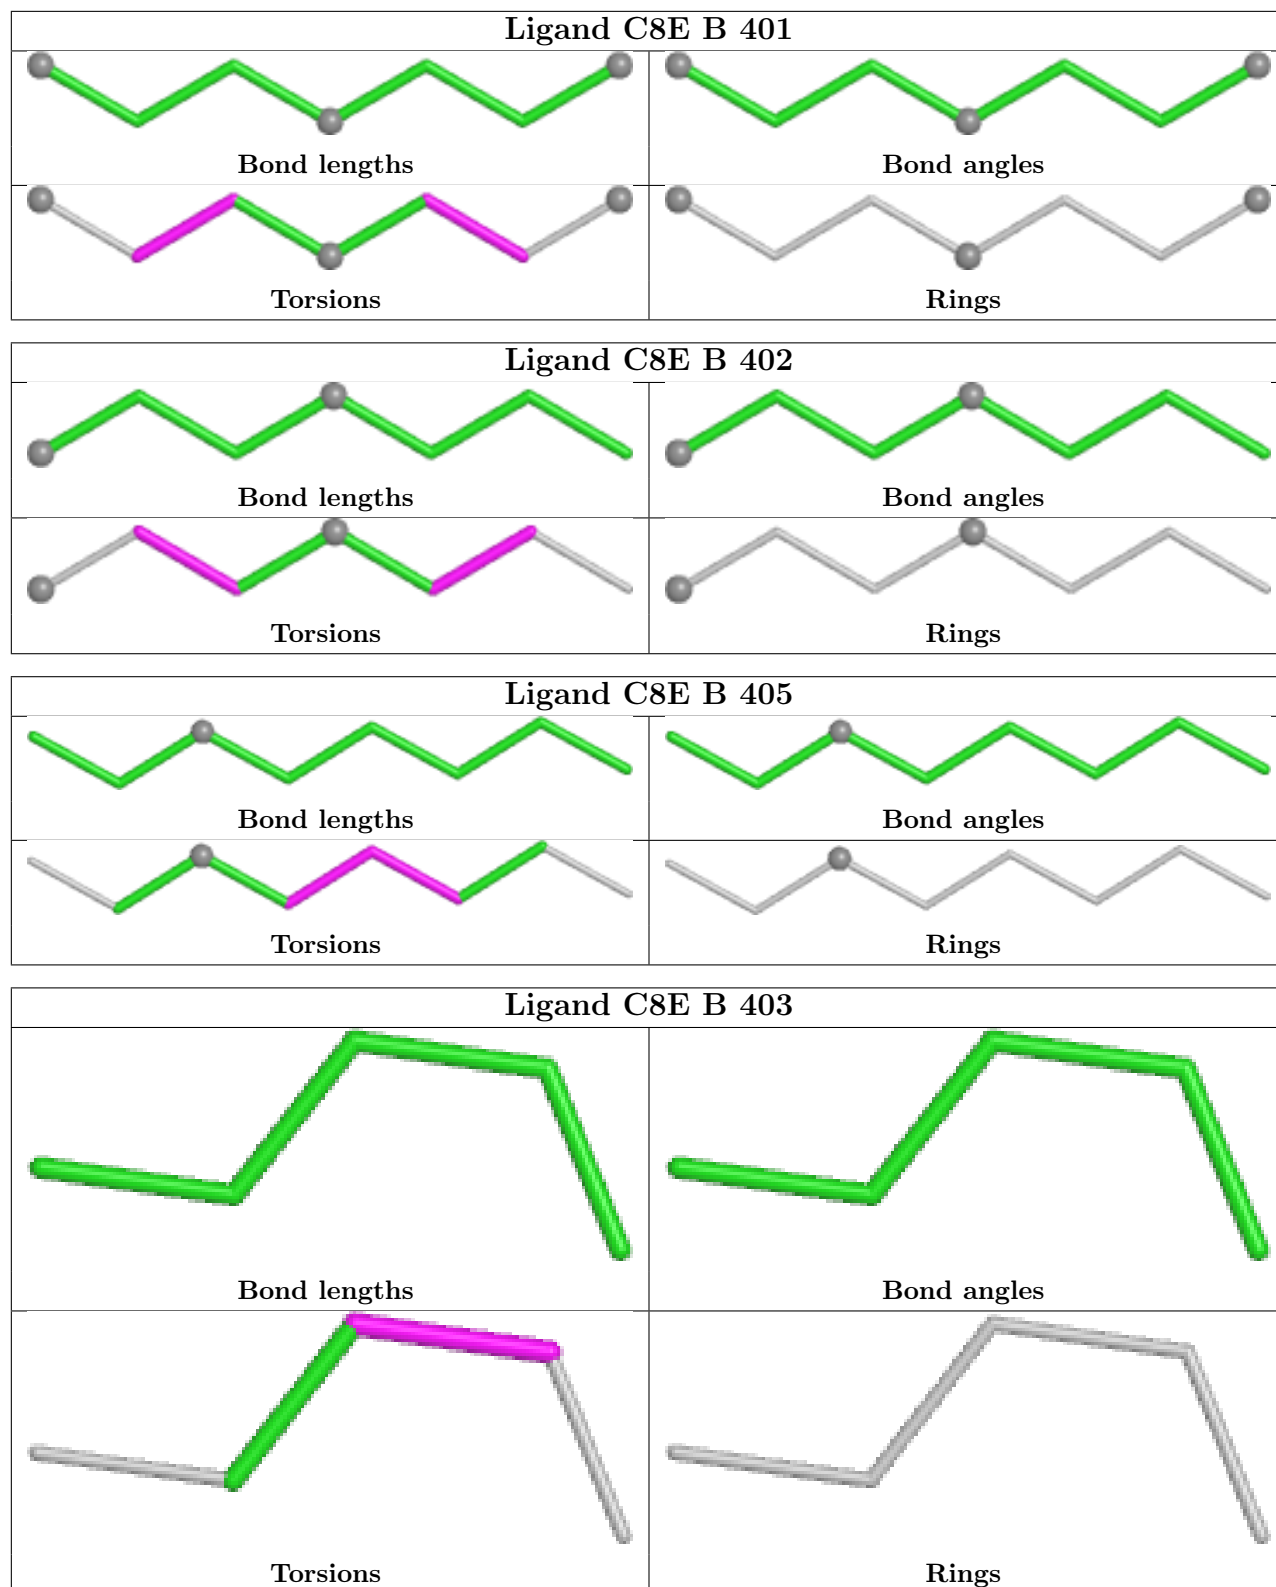 Ligand C8E B 401
Bond lengths
Bond angles
Torsions
Rings
Ligand C8E B 402
Bond lengths
Bond angles
Torsions
Rings
Ligand C8E B 405
Bond lengths
Bond angles
Torsions
Rings
Ligand C8E B 403
Bond lengths
Bond angles
Torsions
Rings